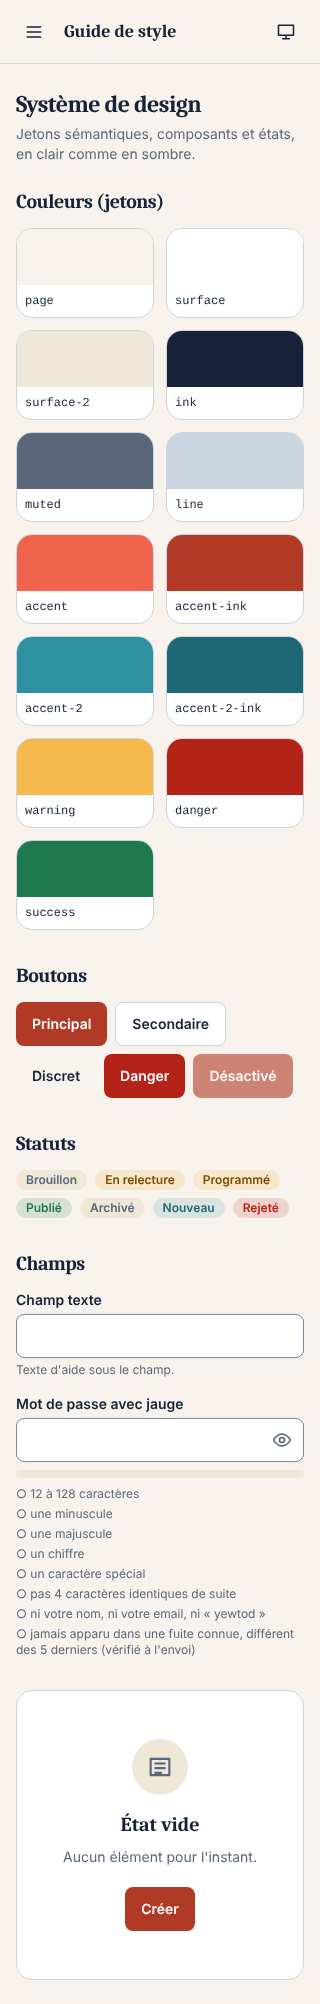 Guide de style
Système de design
Jetons sémantiques, composants et états,
en clair comme en sombre.
Couleurs (jetons)
page
surface
surface-2
ink
muted
line
accent
accent-ink
accent-2
accent-2-ink
warning
danger
success
Boutons
Principal
Secondaire
Discret
Danger
Désactivé
Statuts
Brouillon
En relecture
Programmé
Publié
Archivé
Nouveau
Rejeté
Champs
Champ texte
Texte d'aide sous le champ.
Mot de passe avec jauge
12 à 128 caractères
une minuscule
une majuscule
un chiffre
un caractère spécial
pas 4 caractères identiques de suite
ni votre nom, ni votre email, ni « yewtod »
jamais apparu dans une fuite connue, différent
des 5 derniers (vérifié à l'envoi)
État vide
Aucun élément pour l'instant.
Créer